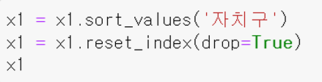 x1 = x1.sort_values('자치구')
x1 = x1.reset_index(drop=True)
x1